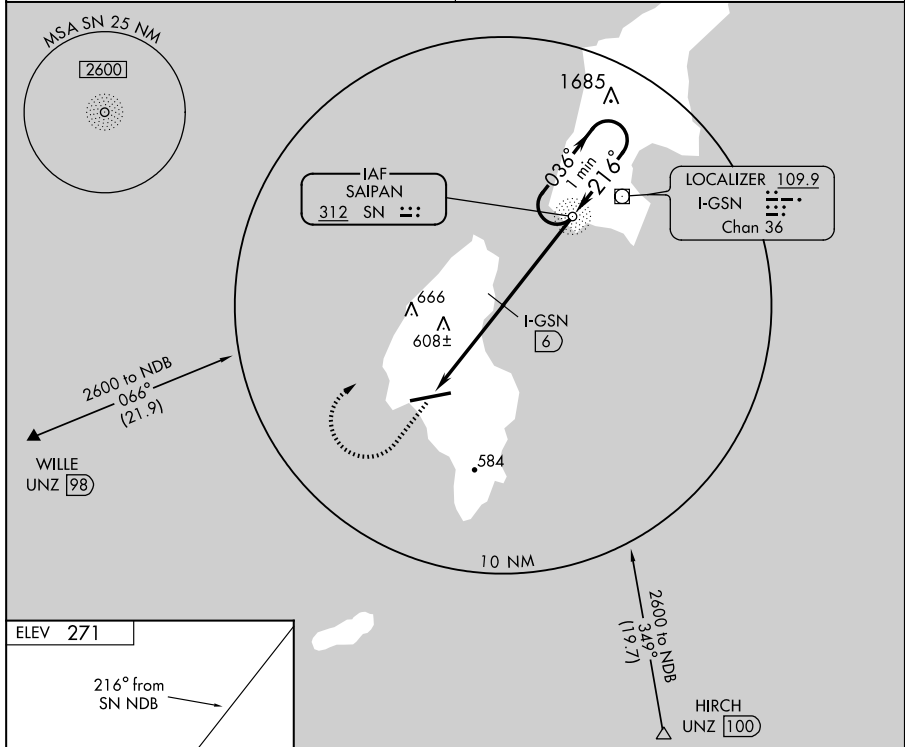 MSA SN 25 NM
2600
1685
IAF
SAIPAN
312 SN
036°
1 min
216°
LOCALIZER 109.9
I-GSN
Chan 36
666
608±
I-GSN
6
2600 to NDB
066°
(21.9)
WILLE
UNZ 98
584
10 NM
2600 to NDB
349°
(19.7)
HIRCH
UNZ 100
ELEV 271
216° from
SN NDB